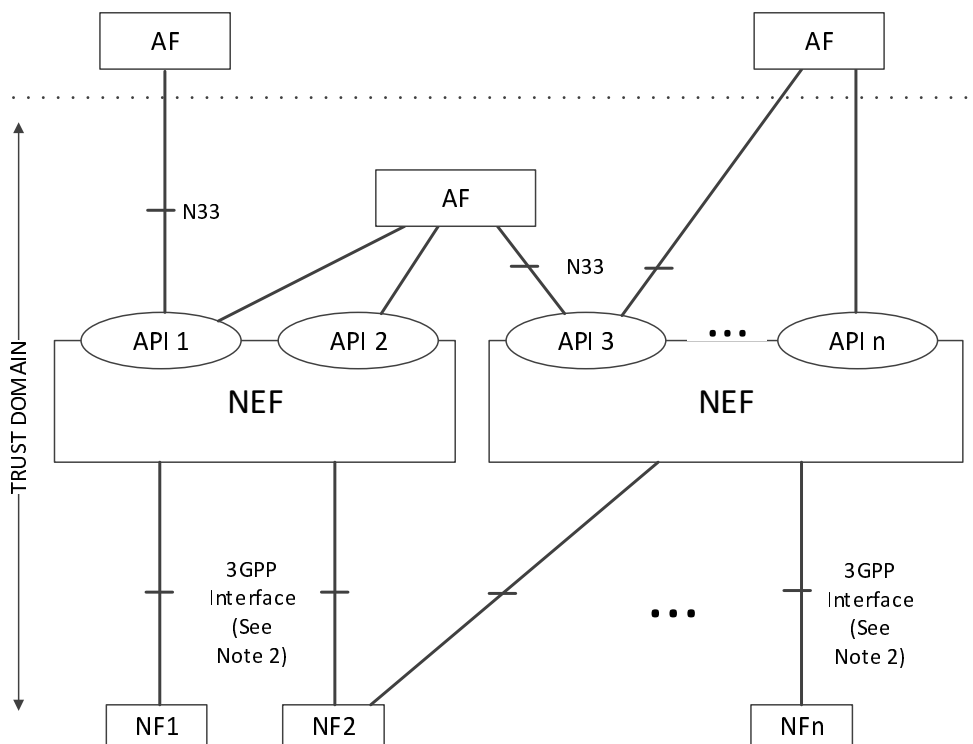 AF
AF
AF
N33
N33
API 1
API 2
API 3
...
API n
NEF
NEF
TRUST DOMAIN
3GPP
Interface
(See
Note 2)
...
3GPP
Interface
(See
Note 2)
NF1
NF2
NFn